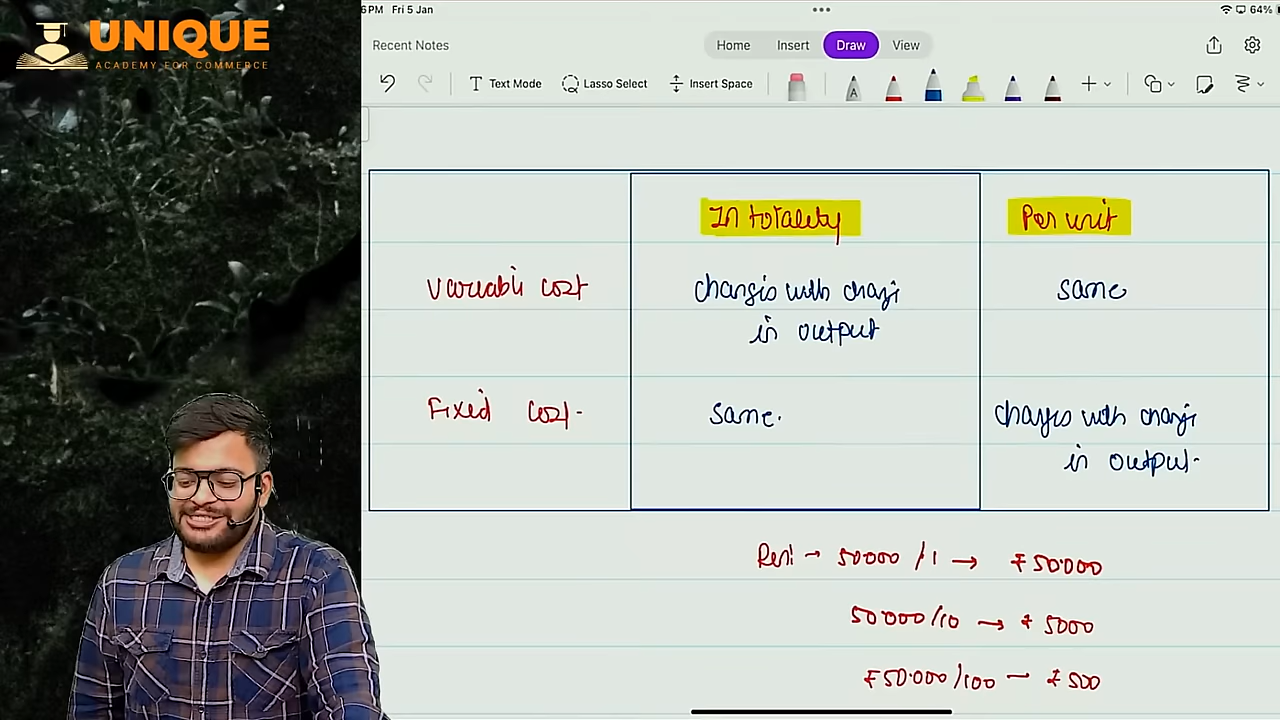 UNIQUE
ACADEMY FOR COMMERCE
6PM Fri 5 Jan
64%
Recent Notes
Home Insert Draw View
Text Mode Lasso Select Insert Space
A
In totality Per unit
Variable cost changes with change in output same
Fixed cost. same. changes with change in output.
Rent → 50000 / 1 → ₹50000
50000/10 → ₹ 5000
₹50000/100 — ₹ 500